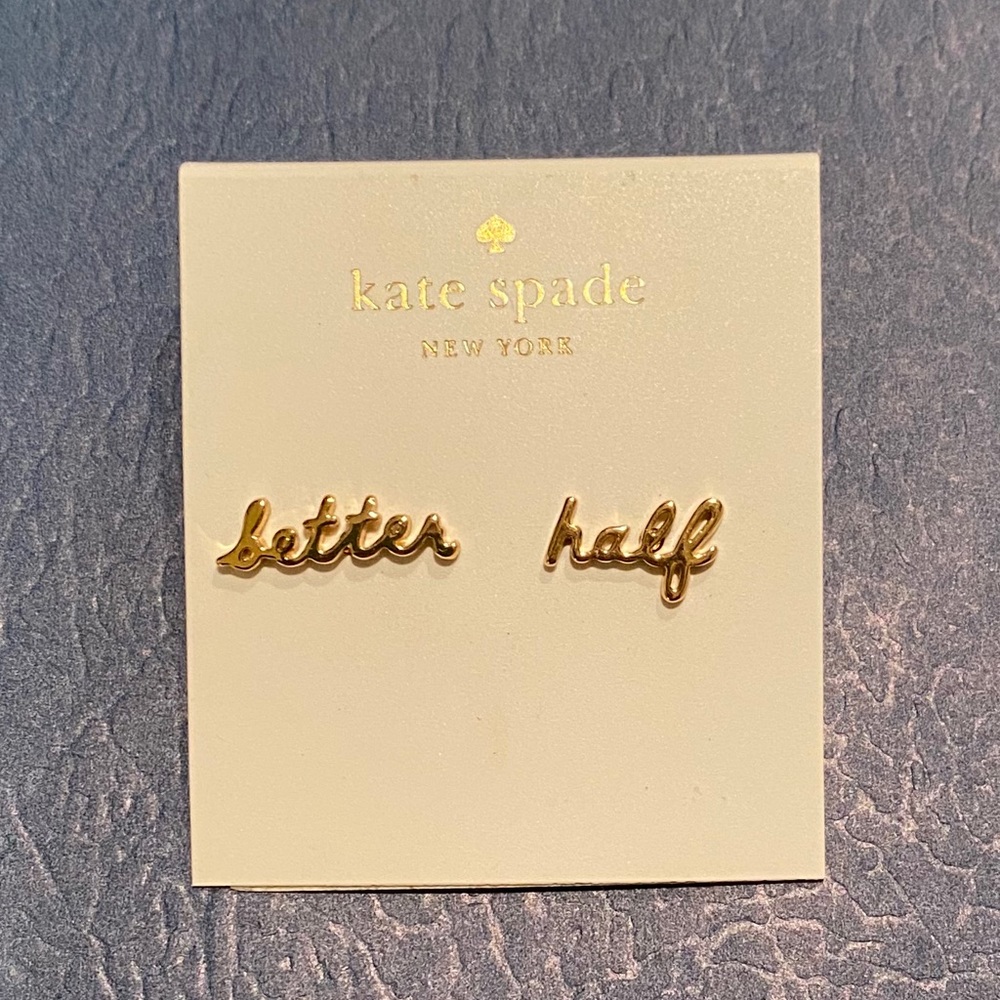 kate spade
NEW YORK
better half